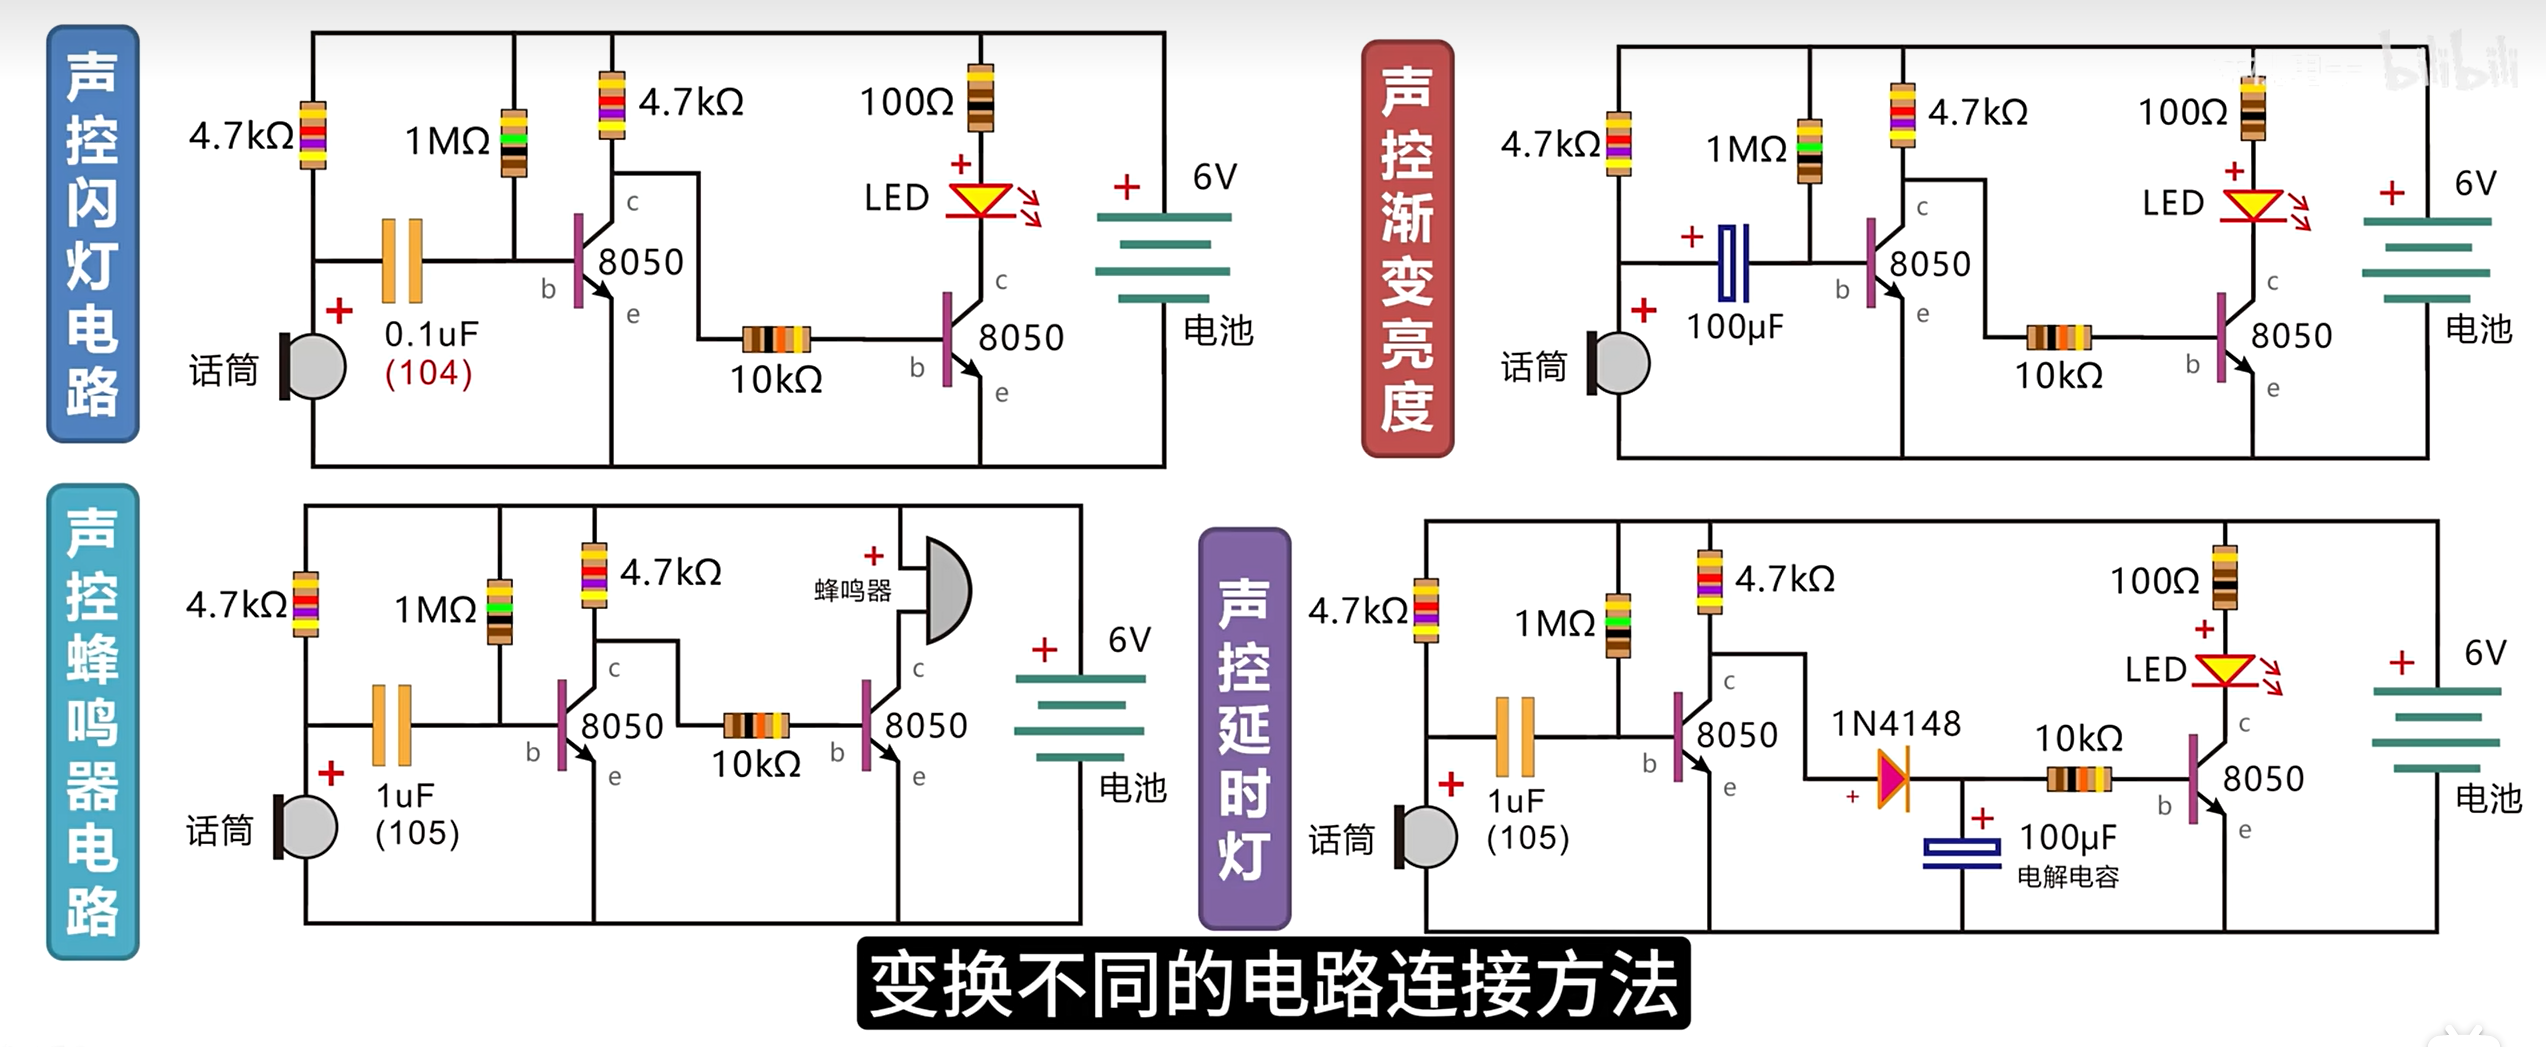 声控闪灯电路
4.7kΩ
1MΩ
4.7kΩ
100Ω
+
LED
+
6V
c
8050
b
e
+
0.1uF
(104)
话筒
10kΩ
c
8050
b
e
电池
声控渐变亮度
bilibili
4.7kΩ
1MΩ
4.7kΩ
100Ω
+
LED
+
6V
+
100μF
c
8050
b
e
+
话筒
10kΩ
c
8050
b
e
电池
声控蜂鸣器电路
4.7kΩ
1MΩ
4.7kΩ
+
蜂鸣器
+
6V
c
8050
b
e
+
1uF
(105)
话筒
10kΩ
c
8050
b
e
电池
声控延时灯
4.7kΩ
1MΩ
4.7kΩ
100Ω
+
LED
+
6V
c
8050
b
e
+
1uF
(105)
话筒
1N4148
+
10kΩ
+
100μF
电解电容
c
8050
b
e
电池
变换不同的电路连接方法